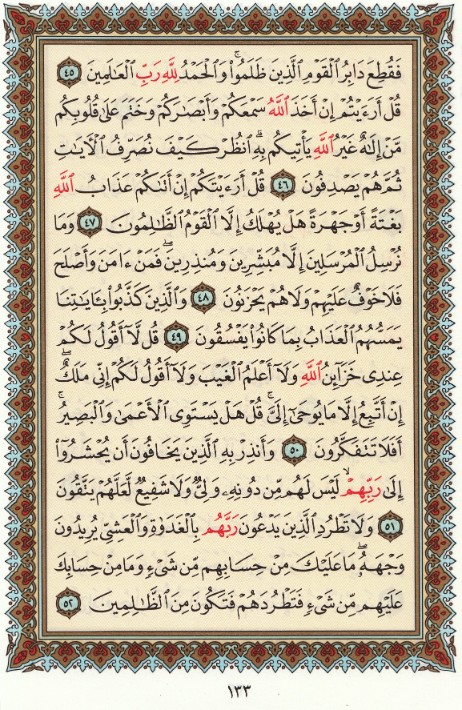 فَقُطِعَ دَابِرُ ٱلْقَوْمِ ٱلَّذِينَ ظَلَمُوا۟ ۚ وَٱلْحَمْدُ لِلَّهِ رَبِّ ٱلْعَـٰلَمِينَ ٤٥
قُلْ أَرَءَيْتُمْ إِنْ أَخَذَ ٱللَّهُ سَمْعَكُمْ وَأَبْصَـٰرَكُمْ وَخَتَمَ عَلَىٰ قُلُوبِكُم
مَّنْ إِلَـٰهٌ غَيْرُ ٱللَّهِ يَأْتِيكُم بِهِ ۗ ٱنظُرْ كَيْفَ نُصَرِّفُ ٱلْـَٔايَـٰتِ
ثُمَّ هُمْ يَصْدِفُونَ ٤٦ قُلْ أَرَءَيْتَكُمْ إِنْ أَتَىٰكُمْ عَذَابُ ٱللَّهِ
بَغْتَةً أَوْ جَهْرَةً هَلْ يُهْلَكُ إِلَّا ٱلْقَوْمُ ٱلظَّـٰلِمُونَ ٤٧ وَمَا
نُرْسِلُ ٱلْمُرْسَلِينَ إِلَّا مُبَشِّرِينَ وَمُنذِرِينَ ۖ فَمَنْ ءَامَنَ وَأَصْلَحَ
فَلَا خَوْفٌ عَلَيْهِمْ وَلَا هُمْ يَحْزَنُونَ ٤٨ وَٱلَّذِينَ كَذَّبُوا۟ بِـَٔايَـٰتِنَا
يَمَسُّهُمُ ٱلْعَذَابُ بِمَا كَانُوا۟ يَفْسُقُونَ ٤٩ قُل لَّآ أَقُولُ لَكُمْ
عِندِى خَزَآئِنُ ٱللَّهِ وَلَآ أَعْلَمُ ٱلْغَيْبَ وَلَآ أَقُولُ لَكُمْ إِنِّى مَلَكٌ ۖ
إِنْ أَتَّبِعُ إِلَّا مَا يُوحَىٰٓ إِلَىَّ ۚ قُلْ هَلْ يَسْتَوِى ٱلْأَعْمَىٰ وَٱلْبَصِيرُ ۚ
أَفَلَا تَتَفَكَّرُونَ ٥٠ وَأَنذِرْ بِهِ ٱلَّذِينَ يَخَافُونَ أَن يُحْشَرُوٓا۟
إِلَىٰ رَبِّهِمْ ۙ لَيْسَ لَهُم مِّن دُونِهِۦ وَلِىٌّ وَلَا شَفِيعٌ لَّعَلَّهُمْ يَتَّقُونَ
٥١ وَلَا تَطْرُدِ ٱلَّذِينَ يَدْعُونَ رَبَّهُم بِٱلْغَدَوٰةِ وَٱلْعَشِىِّ يُرِيدُونَ
وَجْهَهُۥ ۖ مَا عَلَيْكَ مِنْ حِسَابِهِم مِّن شَىْءٍ وَمَا مِنْ حِسَابِكَ
عَلَيْهِم مِّن شَىْءٍ فَتَطْرُدَهُمْ فَتَكُونَ مِنَ ٱلظَّـٰلِمِينَ ٥٢
١٣٣